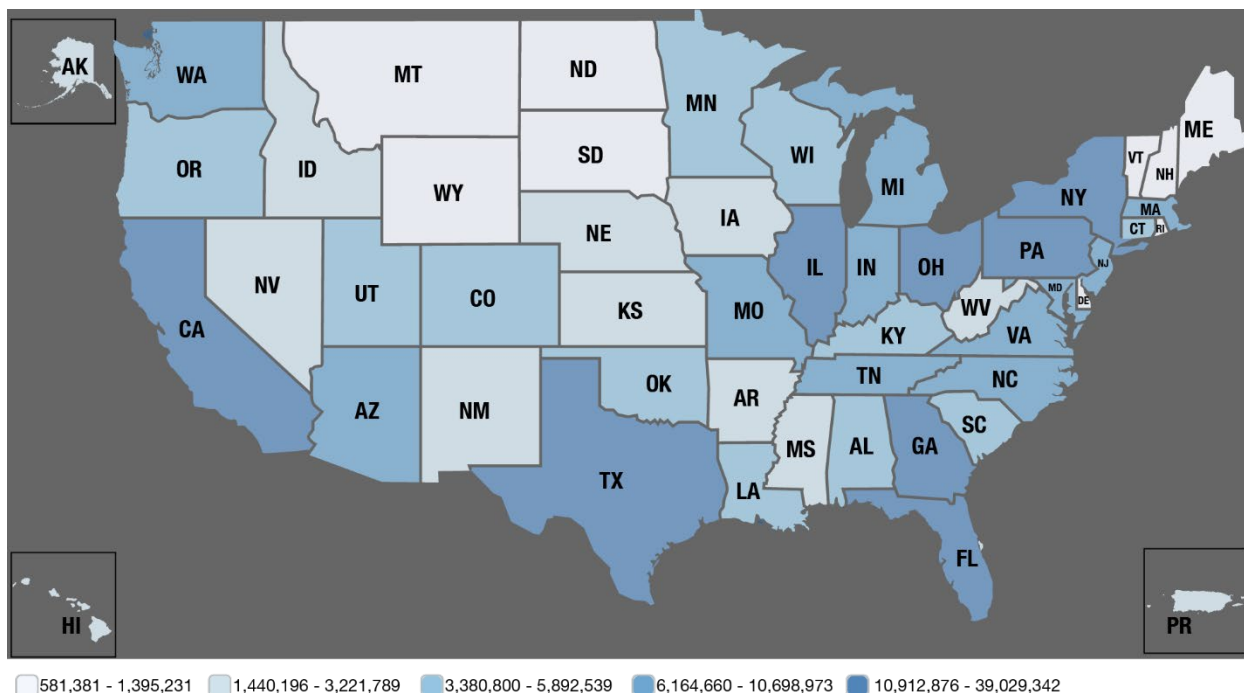 AK
WA
MT
ND
MN
ME
VT
NH
OR
ID
SD
WI
MI
NY
MA
WY
CT
RI
IA
NE
PA
NJ
NV
UT
CO
IL
IN
OH
MD
DE
WV
CA
KS
MO
KY
VA
AZ
NM
OK
TN
NC
AR
SC
MS
AL
GA
TX
LA
FL
HI
PR
581,381 - 1,395,231 1,440,196 - 3,221,789 3,380,800 - 5,892,539 6,164,660 - 10,698,973 10,912,876 - 39,029,342